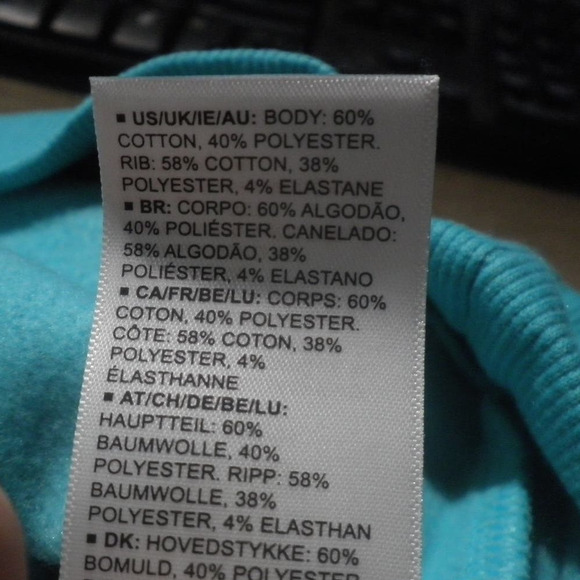 ▪ US/UK/IE/AU: BODY: 60%
COTTON, 40% POLYESTER.
RIB: 58% COTTON, 38%
POLYESTER, 4% ELASTANE
▪ BR: CORPO: 60% ALGODÃO,
40% POLIÉSTER. CANELADO:
58% ALGODÃO, 38%
POLIÉSTER, 4% ELASTANO
▪ CA/FR/BE/LU: CORPS: 60%
COTON, 40% POLYESTER.
CÔTE: 58% COTON, 38%
POLYESTER, 4%
ÉLASTHANNE
▪ AT/CH/DE/BE/LU:
HAUPTTEIL: 60%
BAUMWOLLE, 40%
POLYESTER. RIPP: 58%
BAUMWOLLE, 38%
POLYESTER, 4% ELASTHAN
▪ DK: HOVEDSTYKKE: 60%
BOMULD, 40% POLYESTER